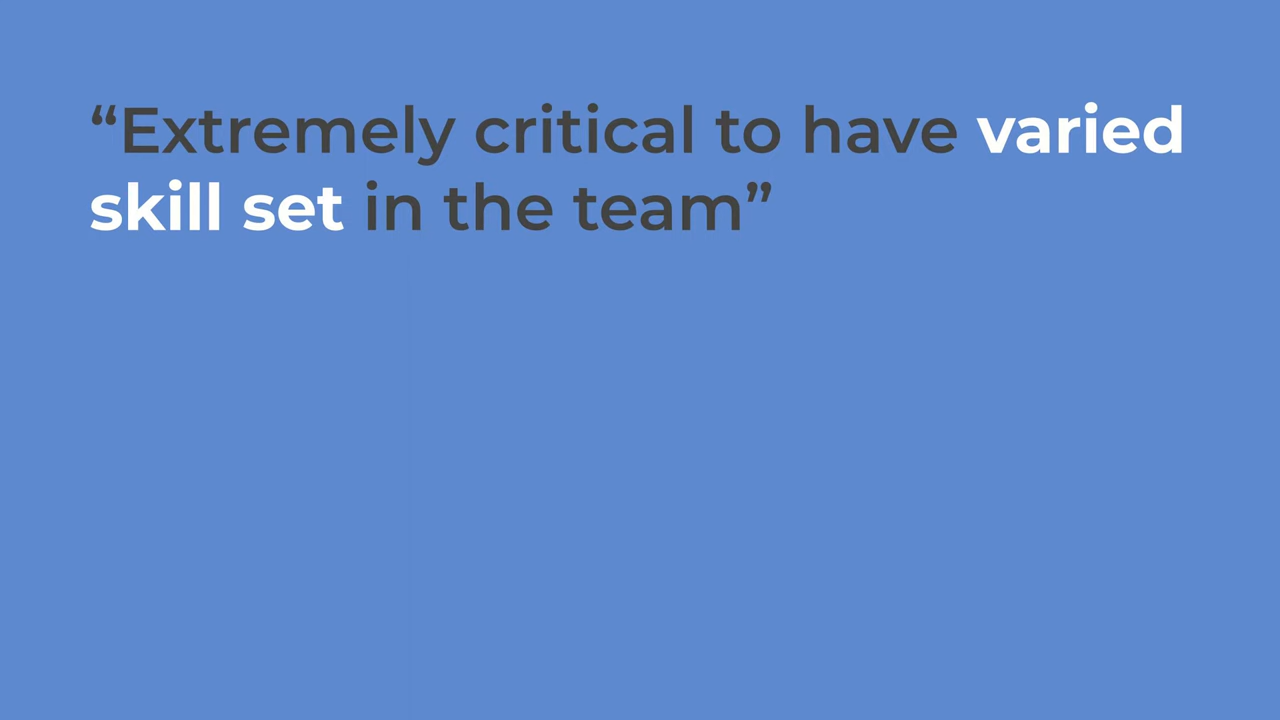 “Extremely critical to have varied
skill set in the team”